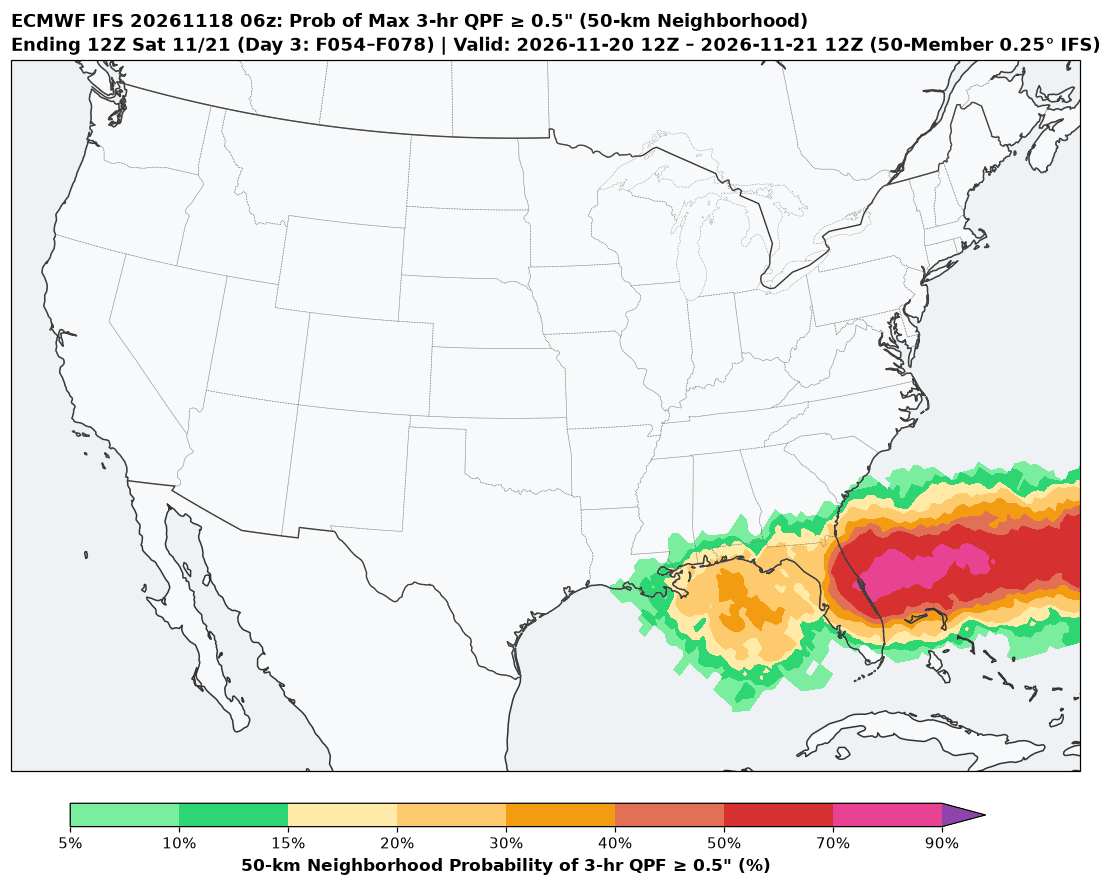 ECMWF IFS 20261118 06z: Prob of Max 3-hr QPF ≥ 0.5" (50-km Neighborhood)
Ending 12Z Sat 11/21 (Day 3: F054–F078) | Valid: 2026-11-20 12Z – 2026-11-21 12Z (50-Member 0.25° IFS)
5% 10% 15% 20% 30% 40% 50% 70% 90%
50-km Neighborhood Probability of 3-hr QPF ≥ 0.5" (%)